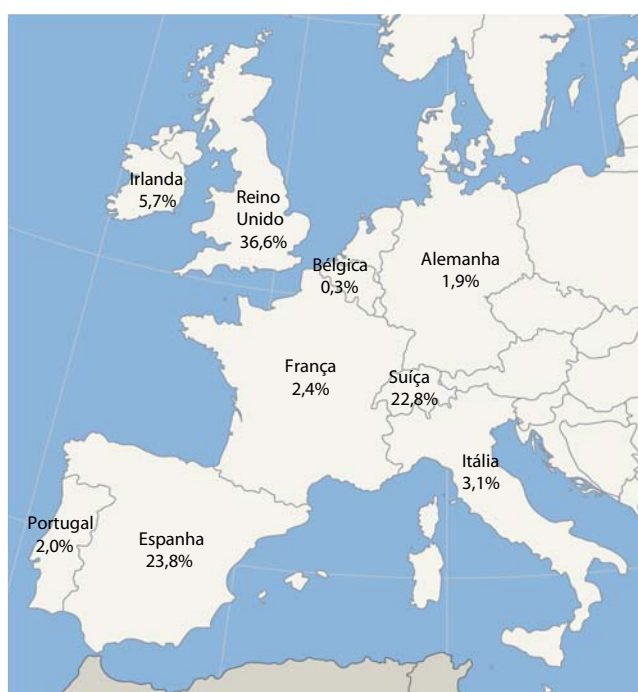 Irlanda
5,7%
Reino
Unido
36,6%
Bélgica
0,3%
Alemanha
1,9%
França
2,4%
Suíça
22,8%
Itália
3,1%
Portugal
2,0%
Espanha
23,8%